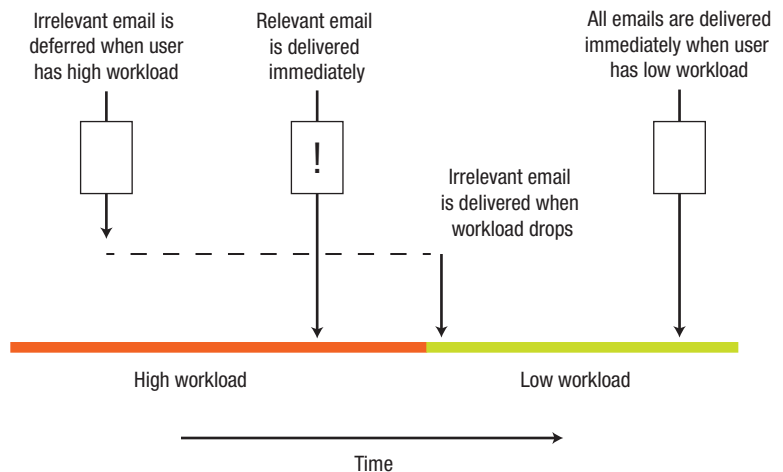 Irrelevant email is
deferred when user
has high workload
Relevant email
is delivered
immediately
All emails are delivered
immediately when user
has low workload
!
Irrelevant email
is delivered when
workload drops
High workload
Low workload
Time